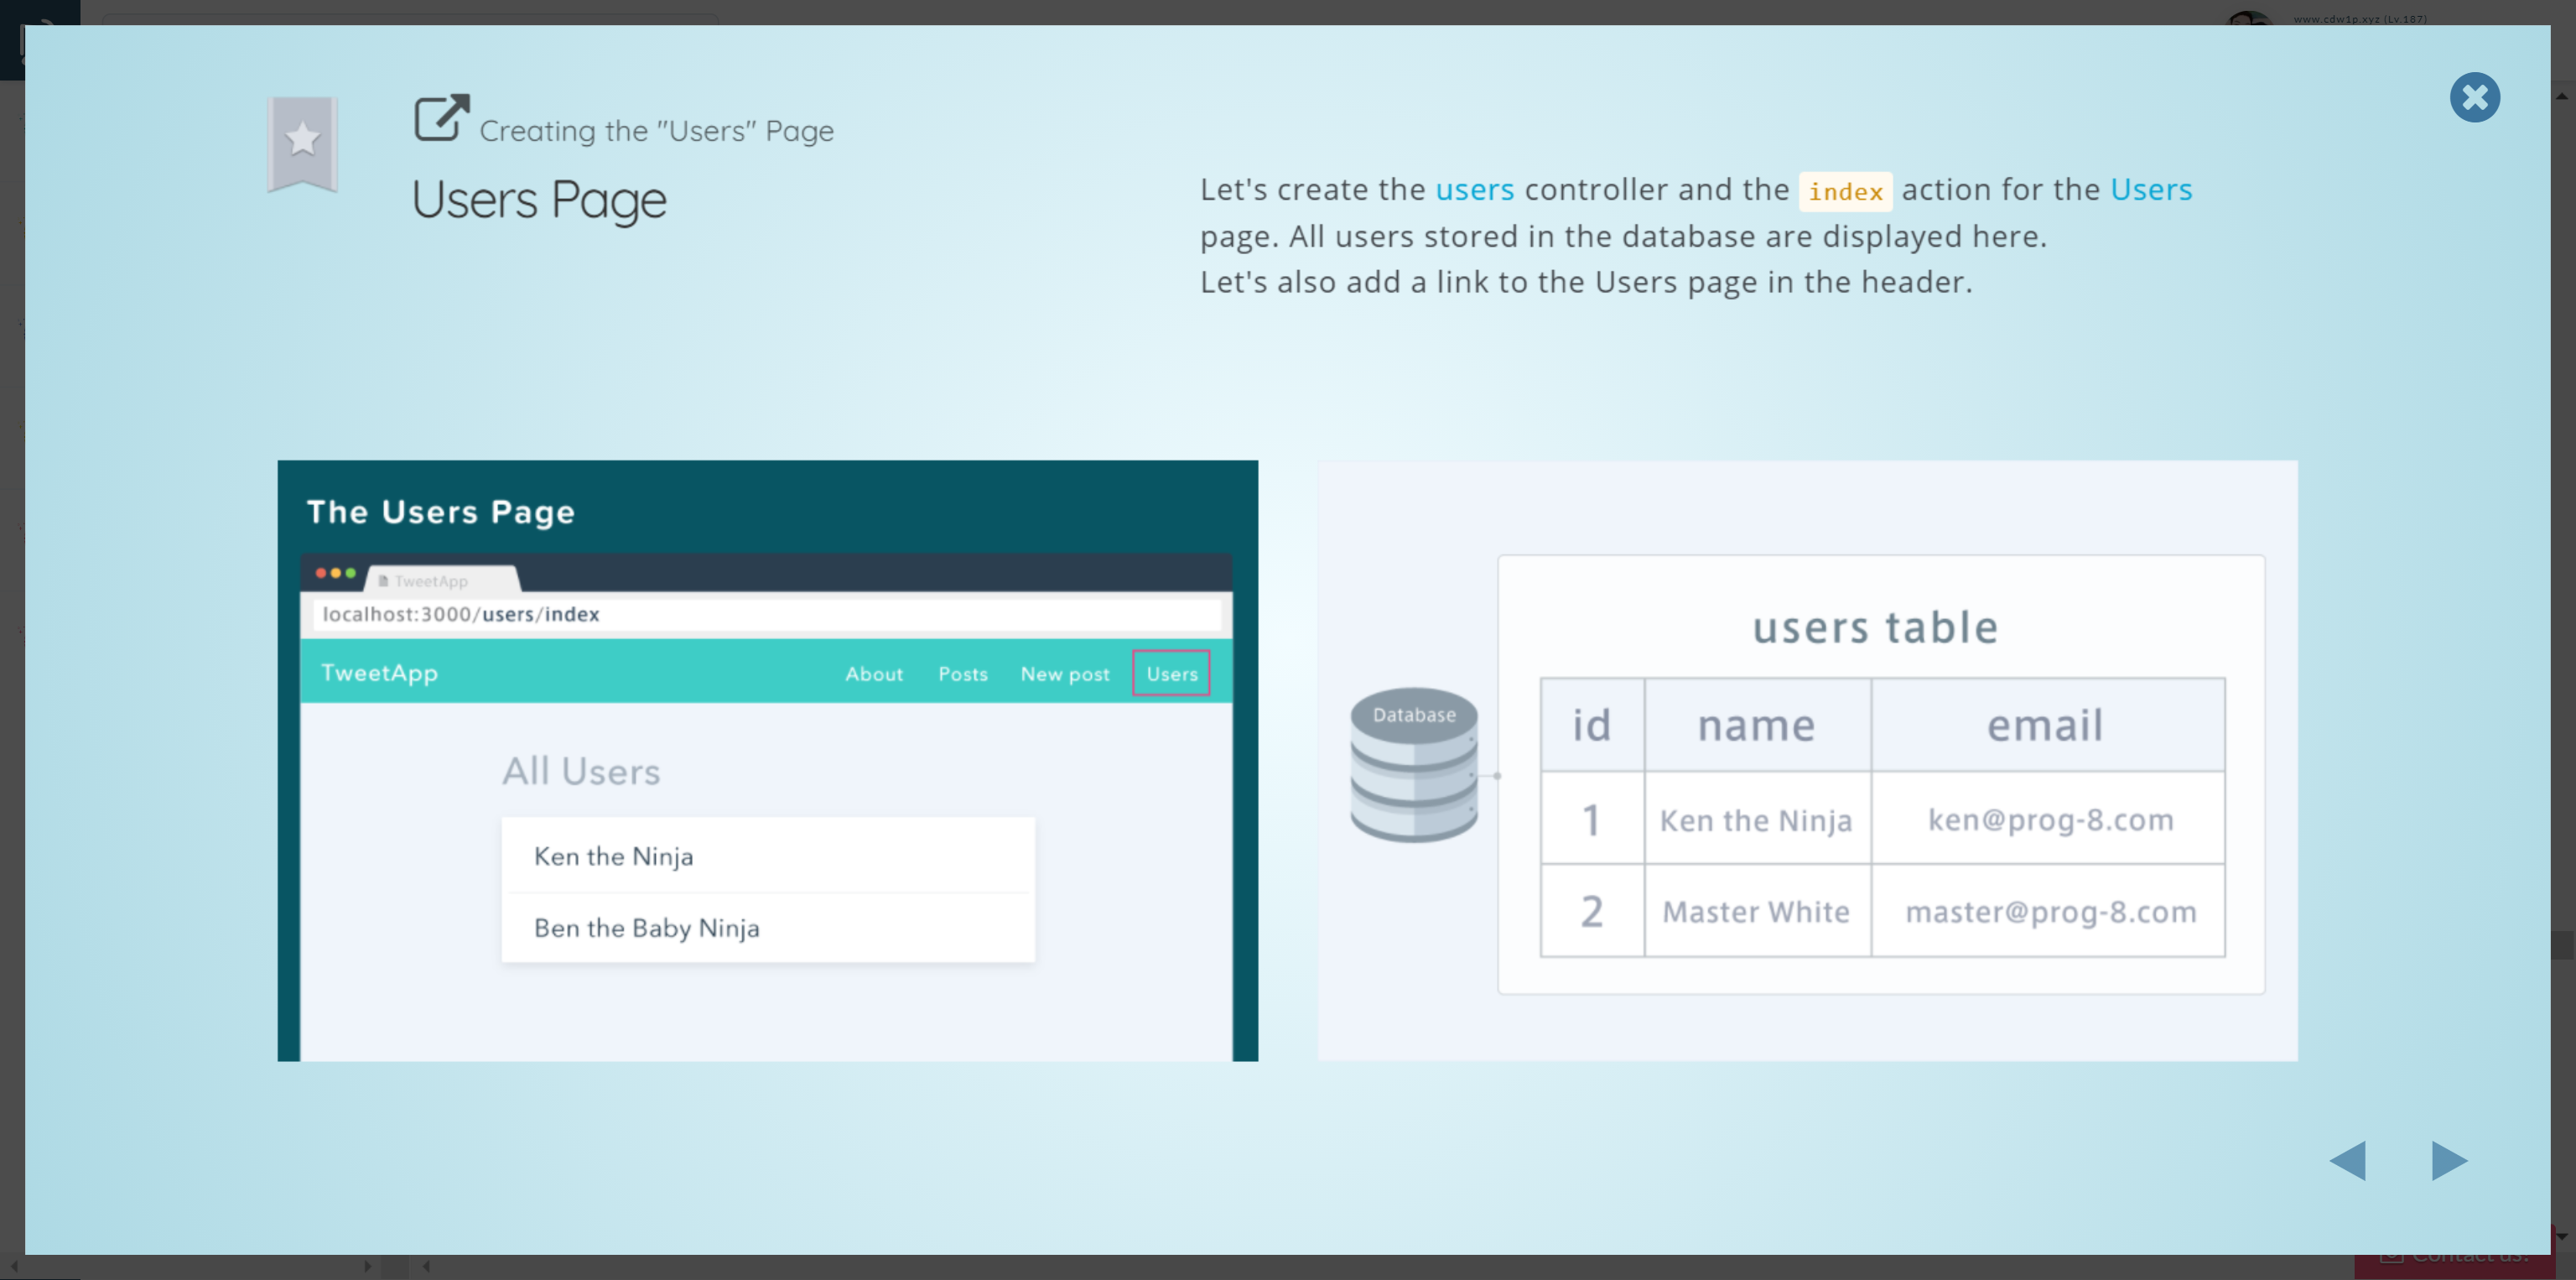 www.cdw1p.xyz (Lv.187)
Creating the "Users" Page
Users Page
Let's create the users controller and the index action for the Users
page. All users stored in the database are displayed here.
Let's also add a link to the Users page in the header.
The Users Page
TweetApp
localhost:3000/users/index
TweetApp About Posts New post Users
All Users
Ken the Ninja
Ben the Baby Ninja
Database
users table
id name email
1 Ken the Ninja ken@prog-8.com
2 Master White master@prog-8.com
Contact us!